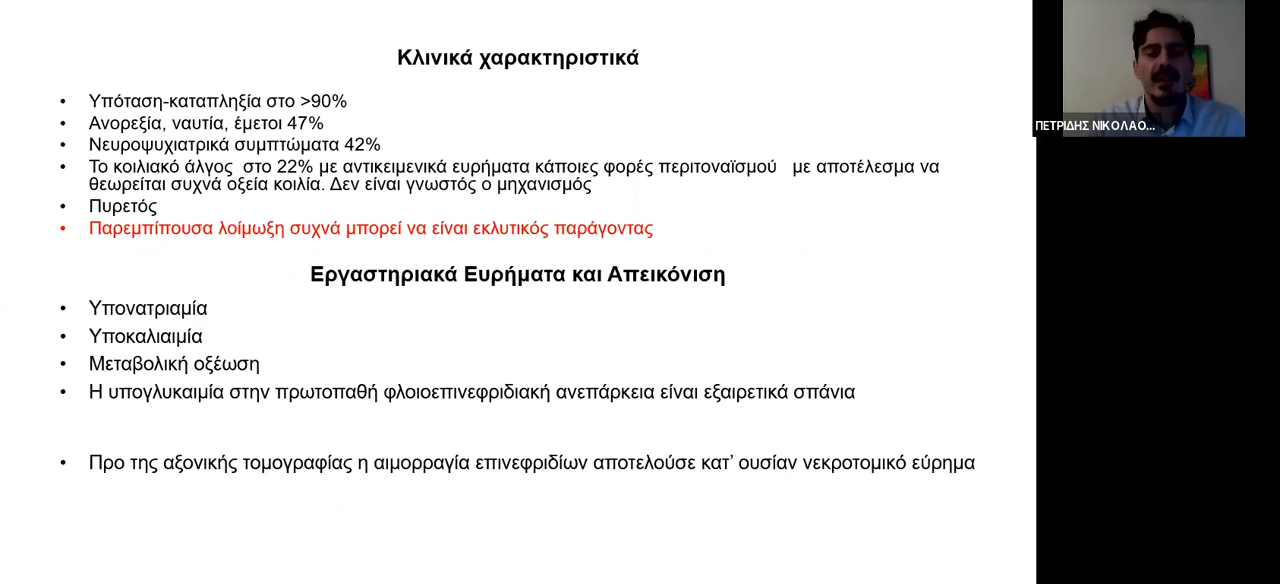 Κλινικά χαρακτηριστικά
• Υπόταση-καταπληξία στο >90%
• Ανορεξία, ναυτία, έμετοι 47%
• Νευροψυχιατρικά συμπτώματα 42%
• Το κοιλιακό άλγος στο 22% με αντικειμενικά ευρήματα κάποιες φορές περιτοναϊσμού με αποτέλεσμα να
θεωρείται συχνά οξεία κοιλία. Δεν είναι γνωστός ο μηχανισμός
• Πυρετός
• Παρεμπίπουσα λοίμωξη συχνά μπορεί να είναι εκλυτικός παράγοντας
Εργαστηριακά Ευρήματα και Απεικόνιση
• Υπονατριαμία
• Υποκαλιαιμία
• Μεταβολική οξέωση
• Η υπογλυκαιμία στην πρωτοπαθή φλοιοεπινεφριδιακή ανεπάρκεια είναι εξαιρετικά σπάνια
• Προ της αξονικής τομογραφίας η αιμορραγία επινεφριδίων αποτελούσε κατ’ ουσίαν νεκροτομικό εύρημα
ΠΕΤΡΙΔΗΣ ΝΙΚΟΛΑΟ...